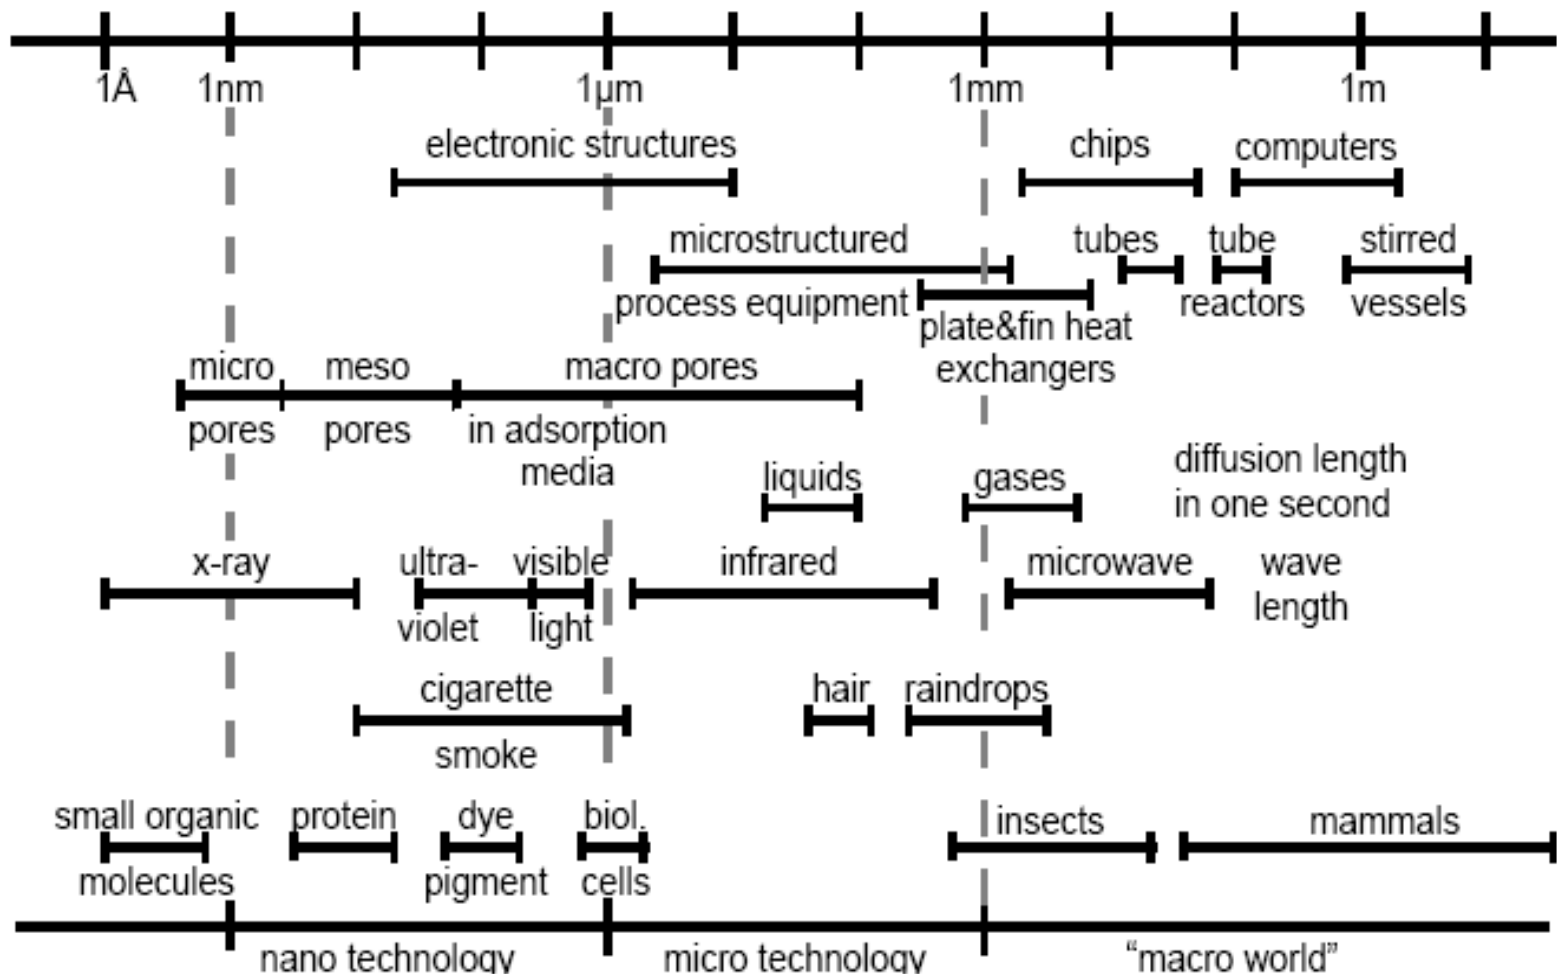 1Å 1nm 1µm 1mm 1m
electronic structures chips computers
microstructured tubes tube stirred
process equipment reactors vessels
plate&fin heat
exchangers
micro meso macro pores
pores pores in adsorption
media
liquids gases diffusion length
in one second
x-ray ultra- visible infrared microwave wave
violet light length
cigarette hair raindrops
smoke
small organic protein dye biol. insects mammals
molecules pigment cells
nano technology micro technology “macro world”